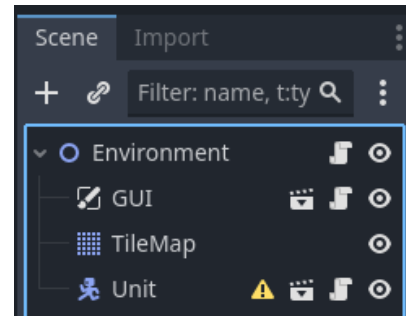 Scene Import
Filter: name, t:ty
Environment
GUI
TileMap
Unit